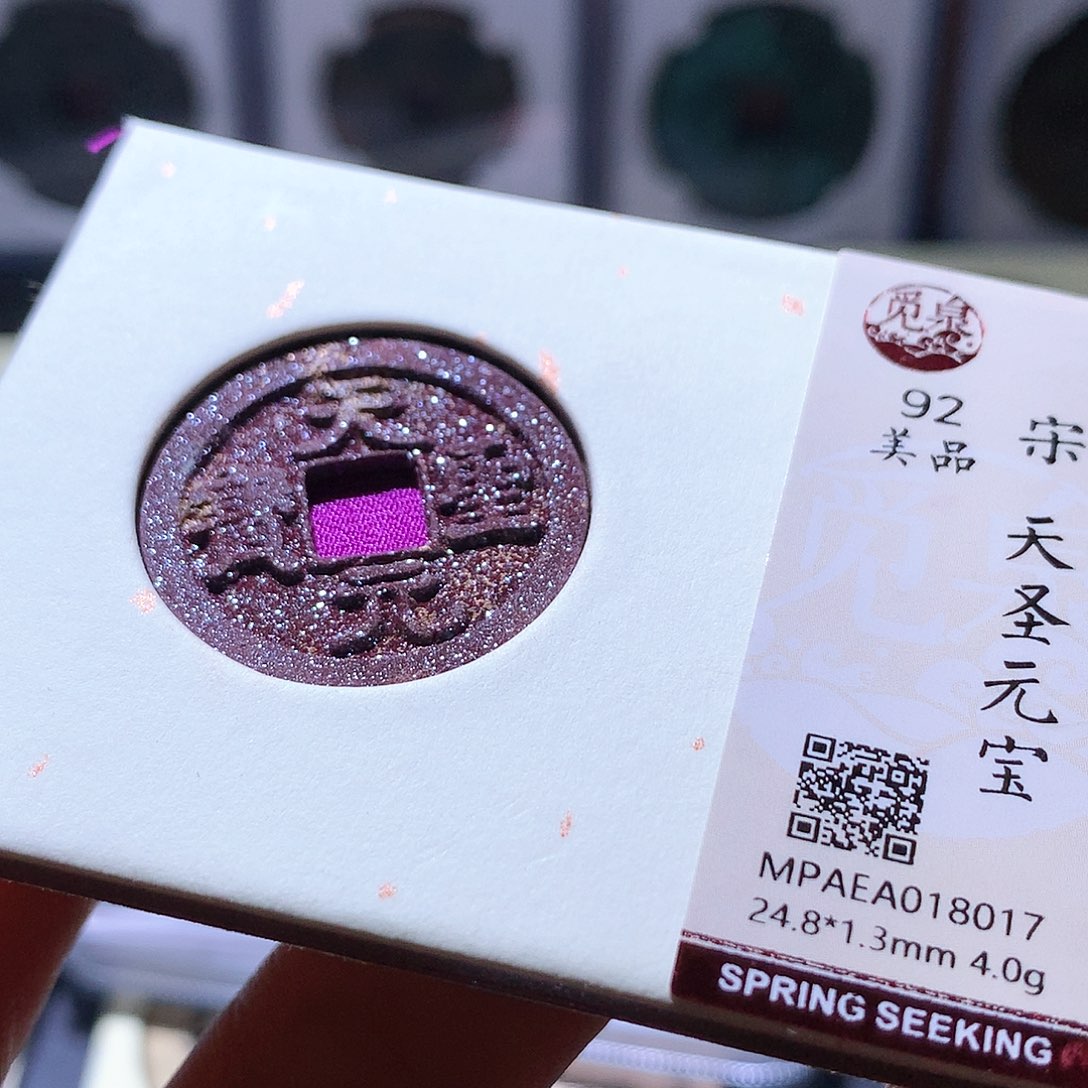 天
聖
元
寶
觅泉
92
美品
宋 天圣元宝
MPAEA018017
24.8*1.3mm 4.0g
SPRING SEEKING